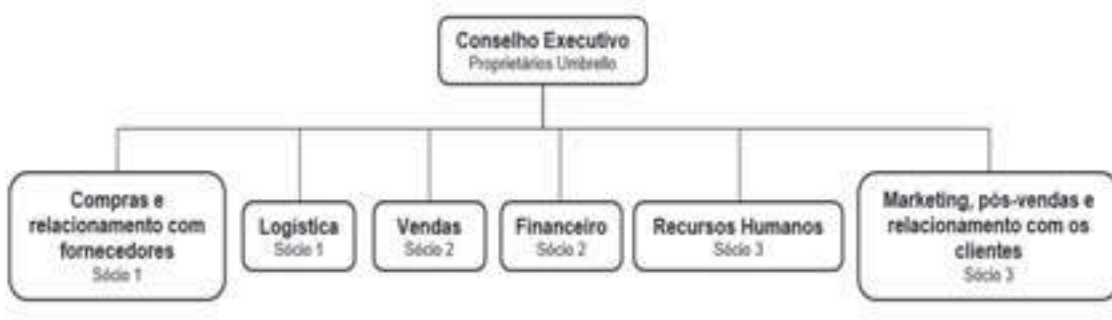 Conselho Executivo
Proprietários Umbrello
Compras e
relacionamento com
fornecedores
Sócio 1
Logística
Sócio 1
Vendas
Sócio 2
Financeiro
Sócio 2
Recursos Humanos
Sócio 3
Marketing, pós-vendas e
relacionamento com os
clientes
Sócio 3